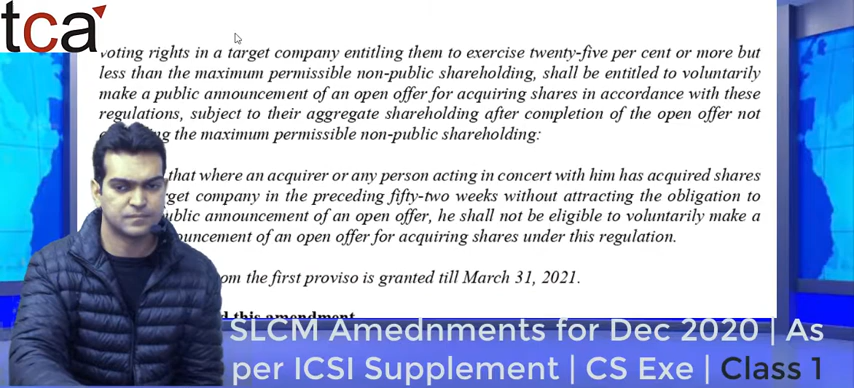 tca
voting rights in a target company entitling them to exercise twenty-five per cent or more but
less than the maximum permissible non-public shareholding, shall be entitled to voluntarily
make a public announcement of an open offer for acquiring shares in accordance with these
regulations, subject to their aggregate shareholding after completion of the open offer not
the maximum permissible non-public shareholding:
that where an acquirer or any person acting in concert with him has acquired shares
company in the preceding fifty-two weeks without attracting the obligation to
announcement of an open offer, he shall not be eligible to voluntarily make a
of an open offer for acquiring shares under this regulation.
the first proviso is granted till March 31, 2021.
this amendment
SLCM Amednments for Dec 2020 | As
per ICSI Supplement | CS Exe | Class 1